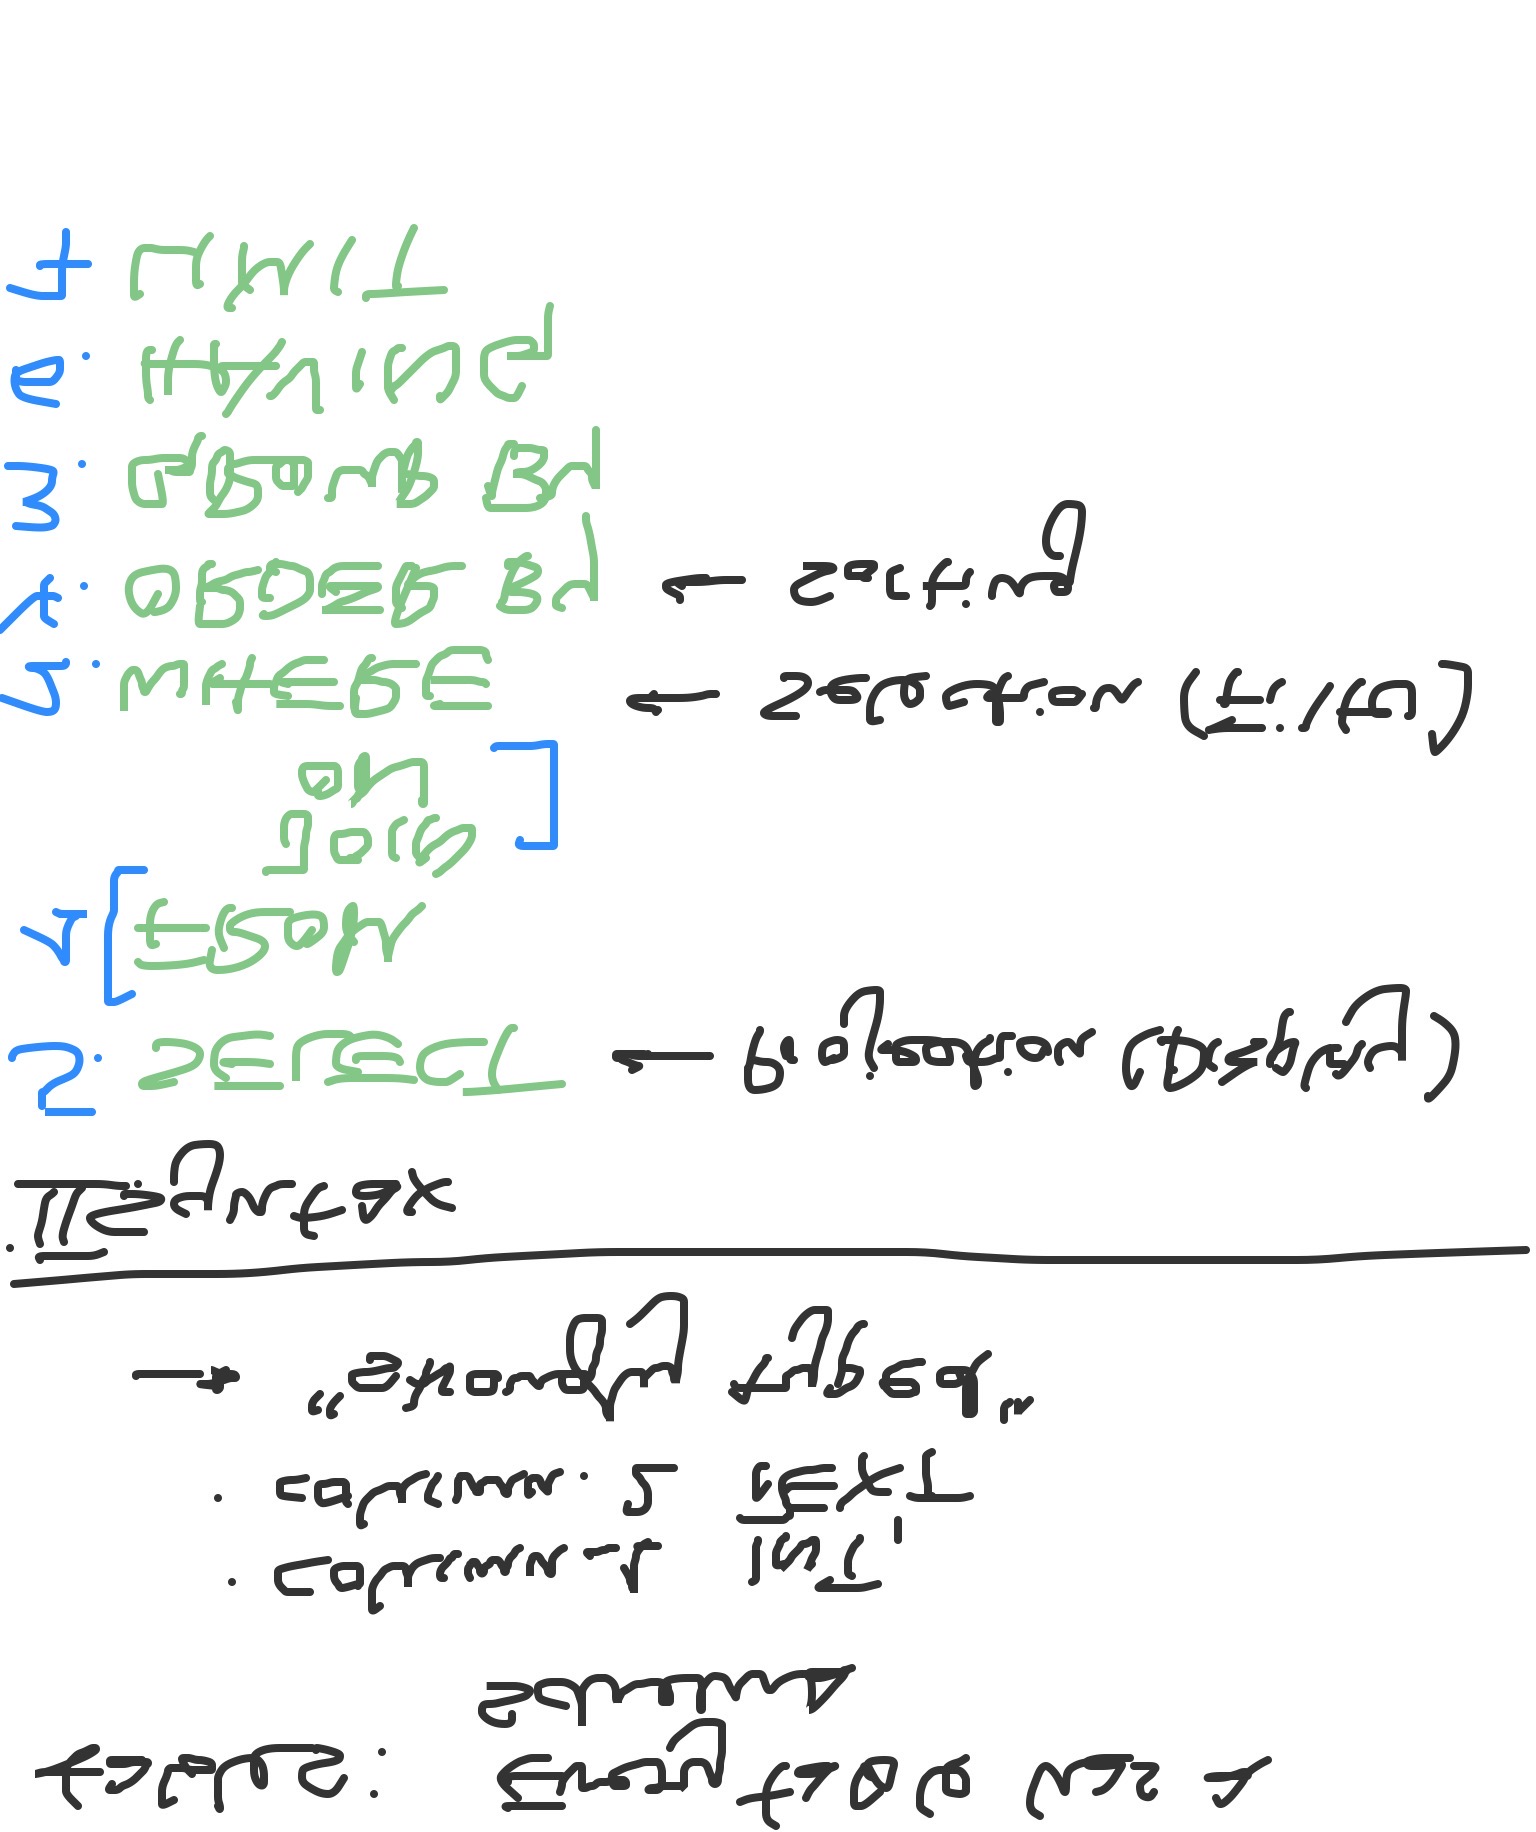 tables: Every table has a
Schema
· column_1 INT,
· column_2 TEXT
→ "strongly typed"
II. Syntax
5. SELECT ← Projection (Display)
1 [ FROM
JOIN
ON ]
2. WHERE ← Selection (Filter)
4. ORDER BY ← Sorting
3. GROUP BY
6. HAVING
7 LIMIT